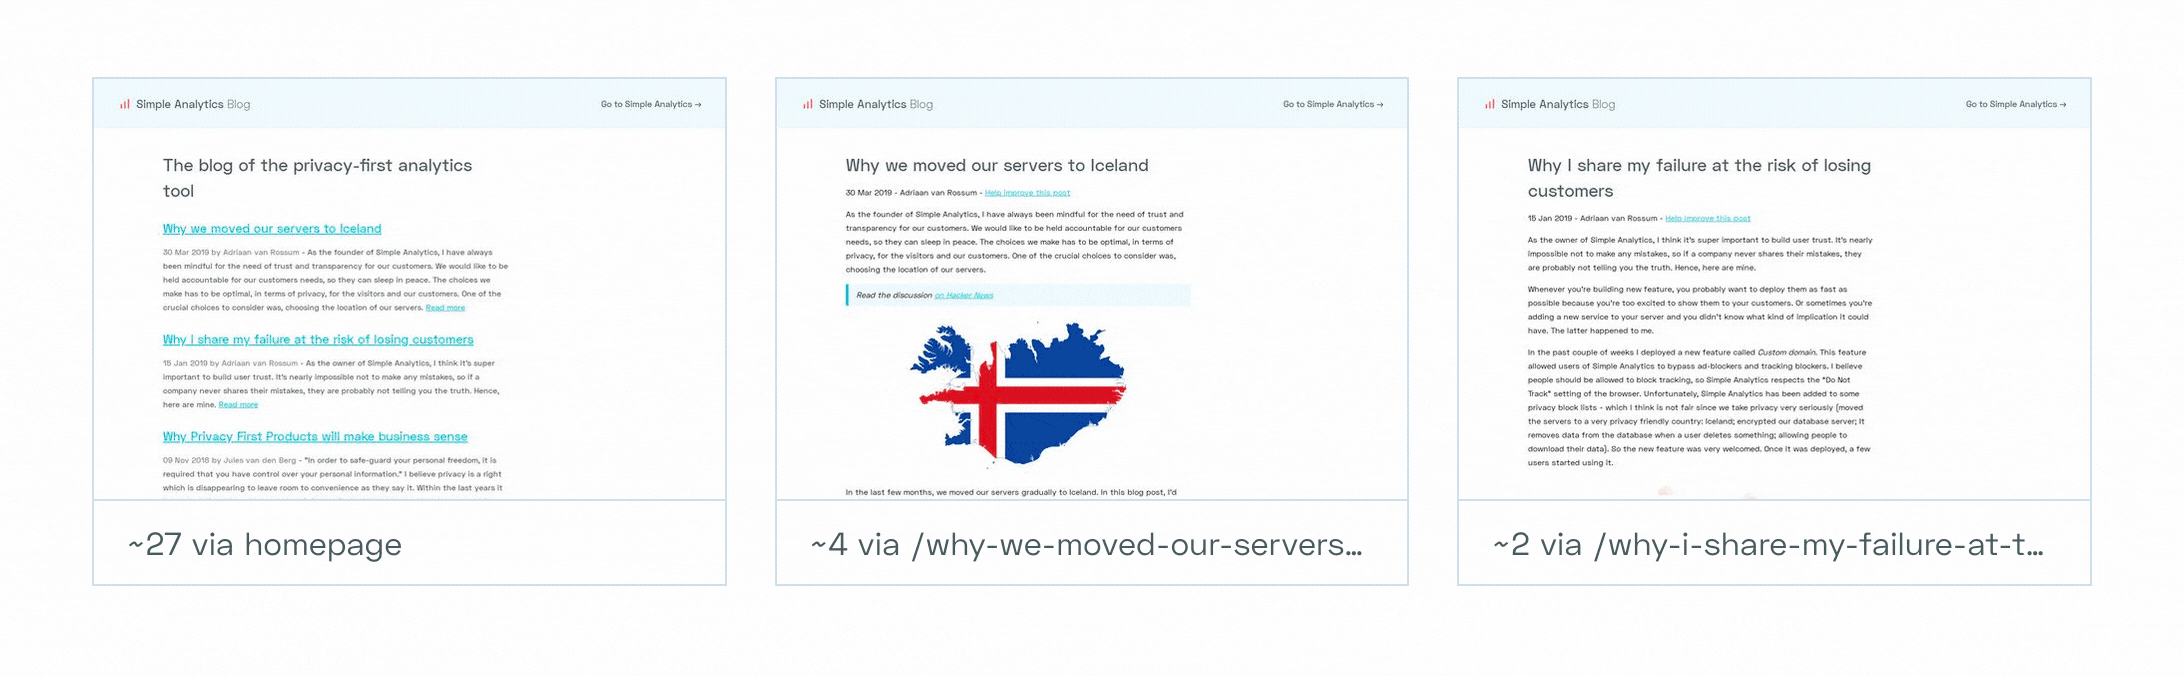 Simple Analytics Blog
Go to Simple Analytics →
The blog of the privacy-first analytics
tool
Why we moved our servers to Iceland
30 Mar 2019 by Adriaan van Rossum - As the founder of Simple Analytics, I have always
been mindful for the need of trust and transparency for our customers. We would like to be
held accountable for our customers needs, so they can sleep in peace. The choices we
make has to be optimal, in terms of privacy, for the visitors and our customers. One of the
crucial choices to consider was, choosing the location of our servers. Read more
Why I share my failure at the risk of losing customers
15 Jan 2019 by Adriaan van Rossum - As the owner of Simple Analytics, I think it's super
important to build user trust. It's nearly impossible not to make any mistakes, so if a
company never shares their mistakes, they are probably not telling you the truth. Hence,
here are mine. Read more
Why Privacy First Products will make business sense
09 Nov 2018 by Jules van den Berg - "In order to safe-guard your personal freedom, it is
required that you have control over your personal information." I believe privacy is a right
which is disappearing to leave room to convenience as they say it. Within the last years it
~27 via homepage
Simple Analytics Blog
Go to Simple Analytics →
Why we moved our servers to Iceland
30 Mar 2019 - Adriaan van Rossum - Help improve this post
As the founder of Simple Analytics, I have always been mindful for the need of trust and
transparency for our customers. We would like to be held accountable for our customers
needs, so they can sleep in peace. The choices we make has to be optimal, in terms of
privacy, for the visitors and our customers. One of the crucial choices to consider was,
choosing the location of our servers.
Read the discussion on Hacker News
In the last few months, we moved our servers gradually to Iceland. In this blog post, I'd
~4 via /why-we-moved-our-servers...
Simple Analytics Blog
Go to Simple Analytics →
Why I share my failure at the risk of losing
customers
15 Jan 2019 - Adriaan van Rossum - Help improve this post
As the owner of Simple Analytics, I think it's super important to build user trust. It's nearly
impossible not to make any mistakes, so if a company never shares their mistakes, they
are probably not telling you the truth. Hence, here are mine.
Whenever you're building new feature, you probably want to deploy them as fast as
possible because you're too excited to show them to your customers. Or sometimes you're
adding a new service to your server and you didn't know what kind of implication it could
have. The latter happened to me.
In the past couple of weeks I deployed a new feature called Custom domain. This feature
allowed users of Simple Analytics to bypass ad-blockers and tracking blockers. I believe
people should be allowed to block tracking, so Simple Analytics respects the "Do Not
Track" setting of the browser. Unfortunately, Simple Analytics has been added to some
privacy block lists - which I think is not fair since we take privacy very seriously (moved
the servers to a very privacy friendly country: Iceland; encrypted our database server; It
removes data from the database when a user deletes something; allowing people to
download their data). So the new feature was very welcomed. Once it was deployed, a few
users started using it.
~2 via /why-i-share-my-failure-at-t...